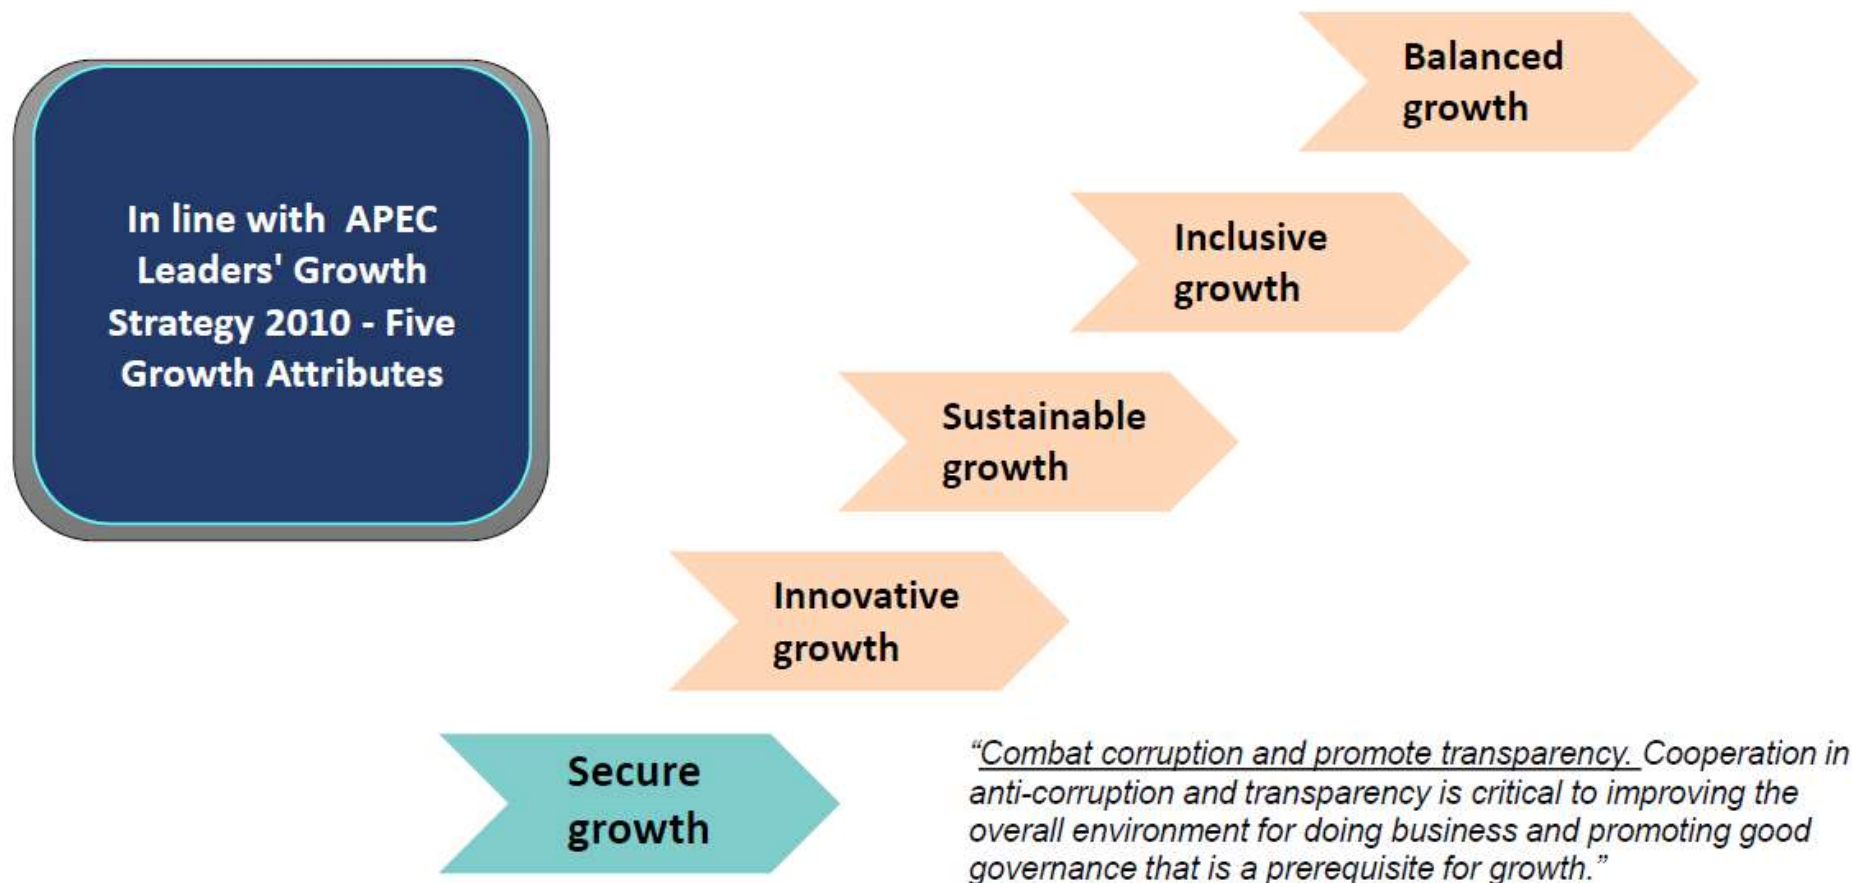 In line with  APEC
Leaders' Growth
Strategy 2010 - Five
Growth Attributes
Balanced
growth
Inclusive
growth
Sustainable
growth
Innovative
growth
Secure
growth
“Combat corruption and promote transparency. Cooperation in
anti-corruption and transparency is critical to improving the
overall environment for doing business and promoting good
governance that is a prerequisite for growth.”